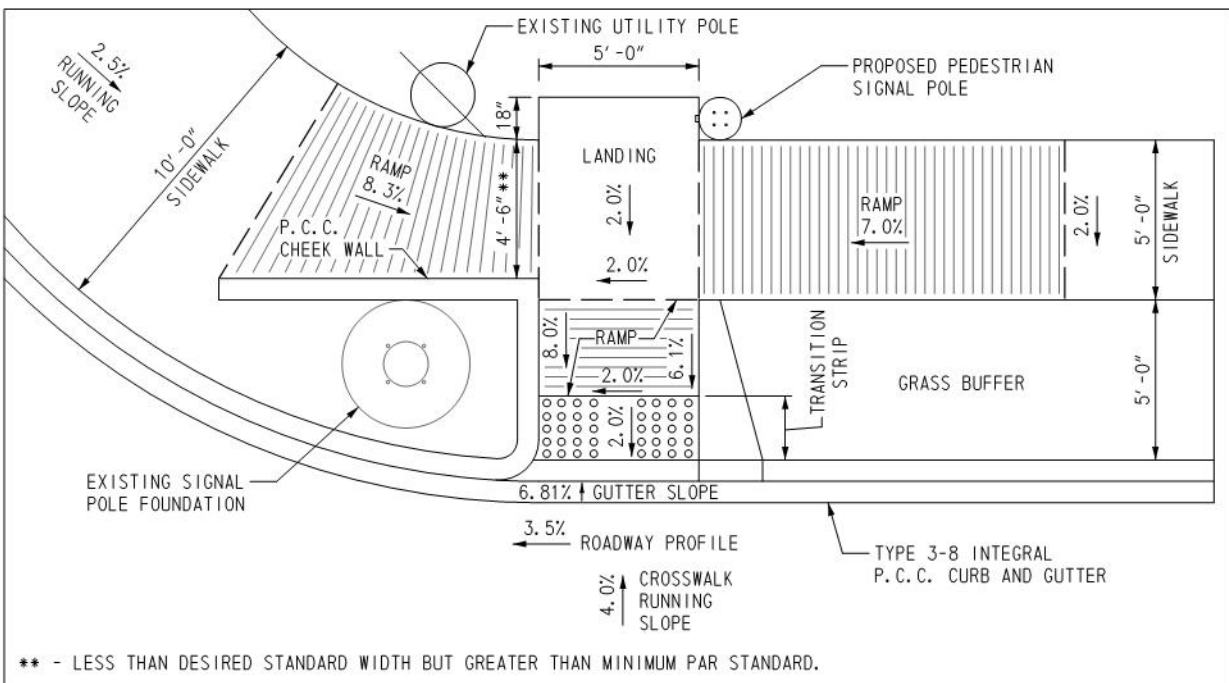 EXISTING UTILITY POLE
5'-0"
PROPOSED PEDESTRIAN
SIGNAL POLE
2.5%
RUNNING
SLOPE
10'-0"
SIDEWALK
18"
LANDING
RAMP
8.3%
4'-6"**
2.0%
RAMP
7.0%
2.0%
5'-0"
SIDEWALK
P.C.C.
CHEEK WALL
2.0%
8.0%
RAMP
6.1%
2.0%
2.0%
TRANSITION
STRIP
GRASS BUFFER
5'-0"
EXISTING SIGNAL
POLE FOUNDATION
6.81% GUTTER SLOPE
3.5% ROADWAY PROFILE
TYPE 3-8 INTEGRAL
P.C.C. CURB AND GUTTER
4.0%
CROSSWALK
RUNNING
SLOPE
** - LESS THAN DESIRED STANDARD WIDTH BUT GREATER THAN MINIMUM PAR STANDARD.